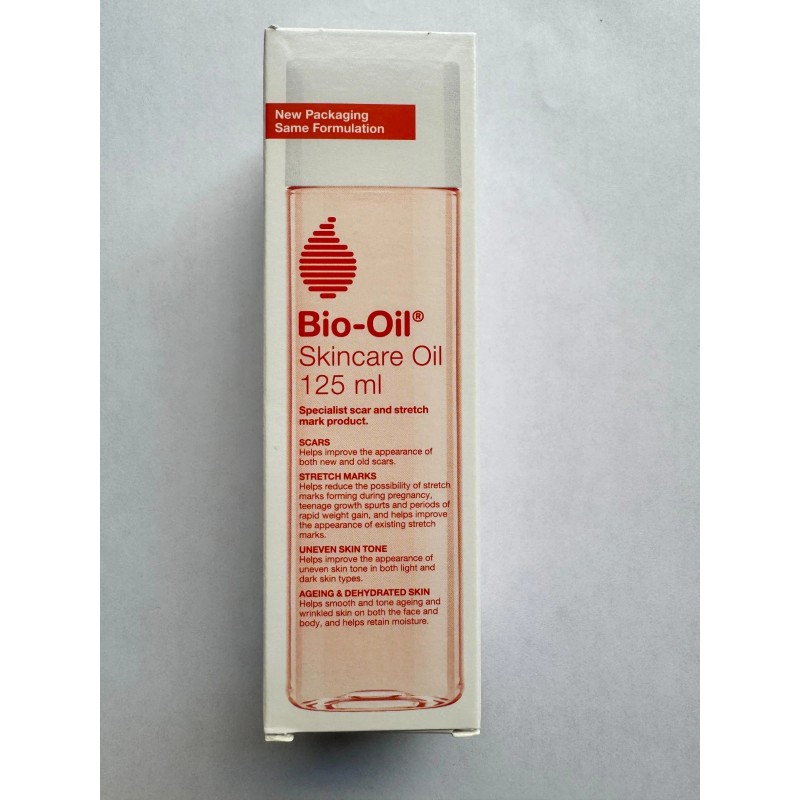 New Packaging
Same Formulation
Bio-Oil®
Skincare Oil
125 ml
Specialist scar and stretch
mark product.
SCARS
Helps improve the appearance of
both new and old scars.
STRETCH MARKS
Helps reduce the possibility of stretch
marks forming during pregnancy,
teenage growth spurts and periods of
rapid weight gain, and helps improve
the appearance of existing stretch
marks.
UNEVEN SKIN TONE
Helps improve the appearance of
uneven skin tone in both light and
dark skin types.
AGEING & DEHYDRATED SKIN
Helps smooth and tone ageing and
wrinkled skin on both the face and
body, and helps retain moisture.